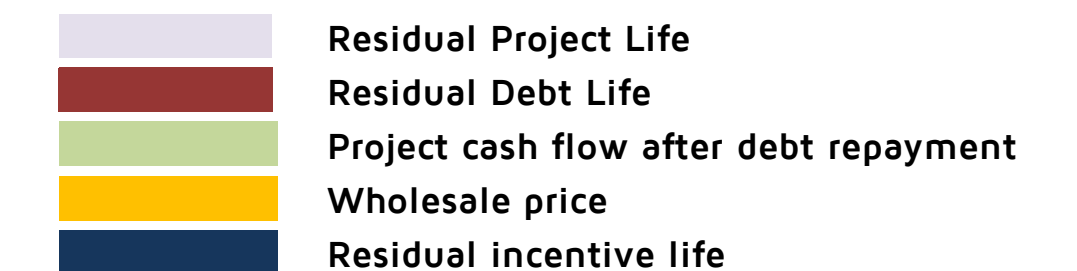 Residual Project Life
Residual Debt Life
Project cash flow after debt repayment
Wholesale price
Residual incentive life